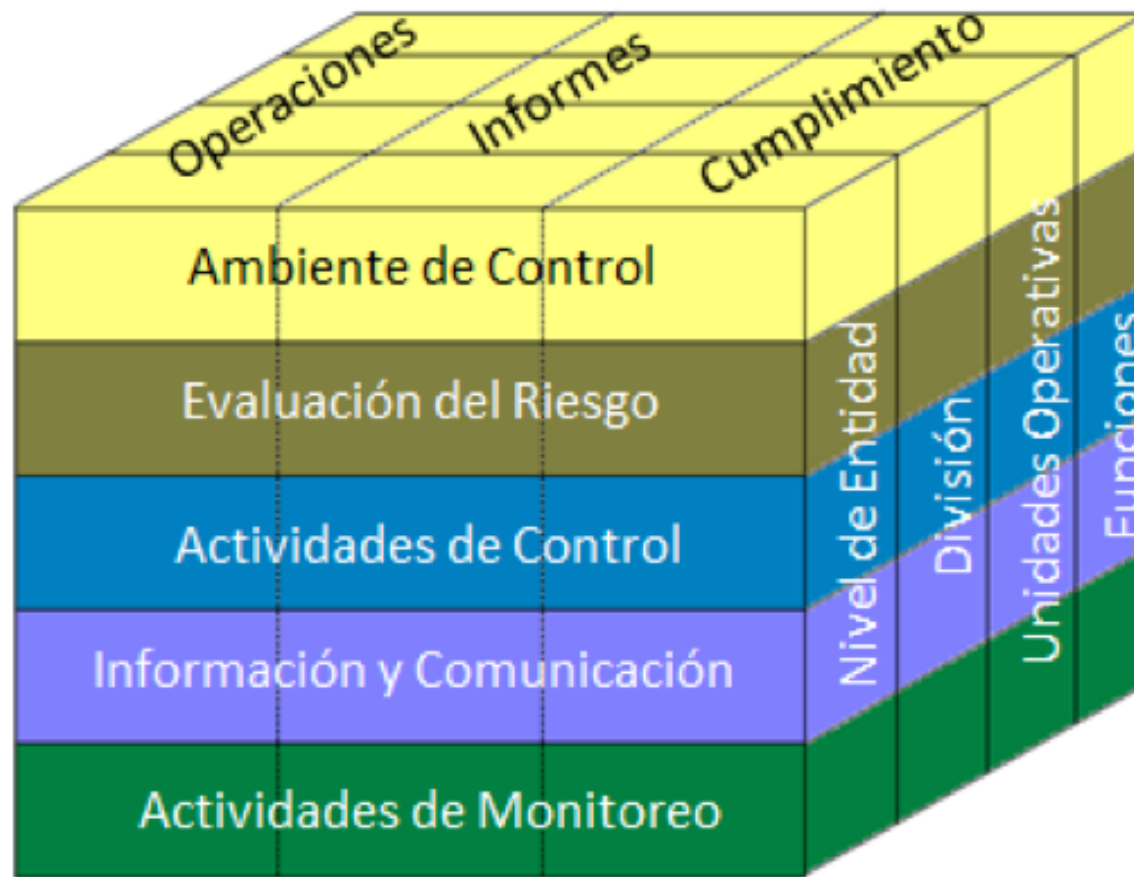 Operaciones
Informes
Cumplimiento
Ambiente de Control
Evaluación del Riesgo
Actividades de Control
Información y Comunicación
Actividades de Monitoreo
Nivel de Entidad
División
Unidades Operativas
Funciones